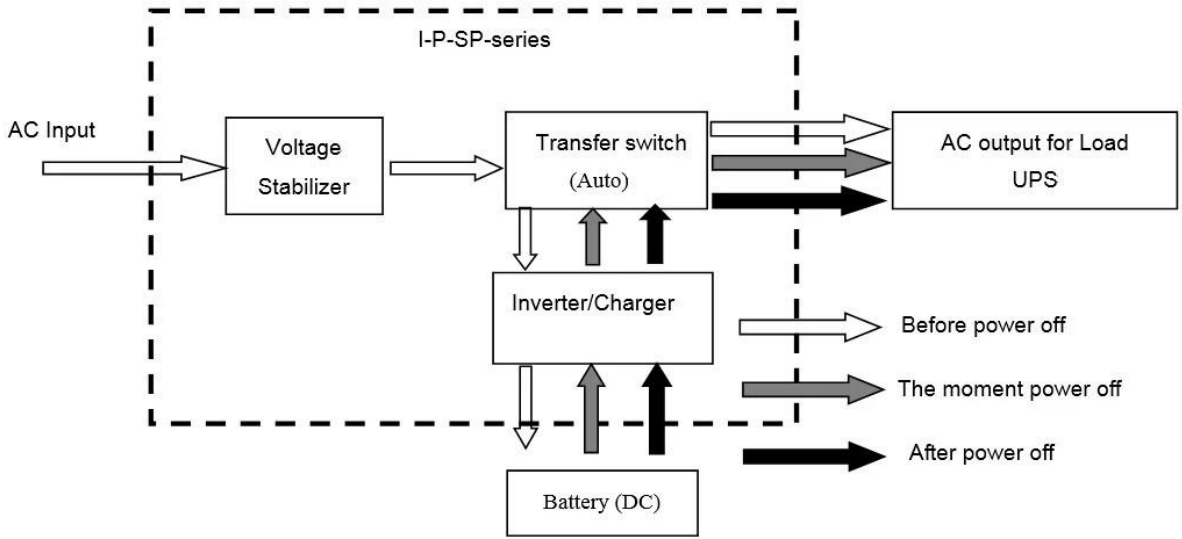 I-P-SP-series
AC Input
Voltage
Stabilizer
Transfer switch
(Auto)
AC output for Load
UPS
Inverter/Charger
Before power off
The moment power off
After power off
Battery (DC)